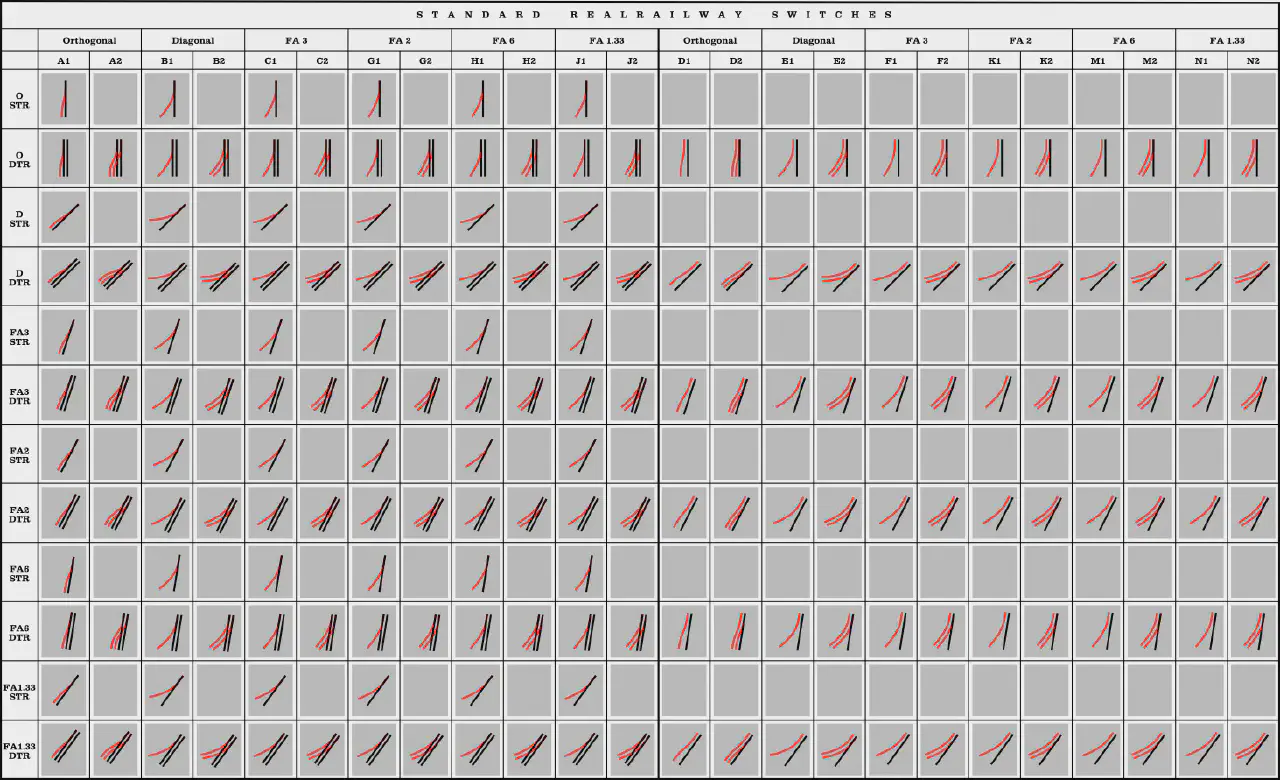 STANDARD REALRAILWAY SWITCHES
Orthogonal Diagonal FA 3 FA 2 FA 6 FA 1.33 Orthogonal Diagonal FA 3 FA 2 FA 6 FA 1.33
A1 A2 B1 B2 C1 C2 G1 G2 H1 H2 J1 J2 D1 D2 E1 E2 F1 F2 K1 K2 M1 M2 N1 N2
O
STR
O
DTR
D
STR
D
DTR
FA3
STR
FA3
DTR
FA2
STR
FA2
DTR
FA6
STR
FA6
DTR
FA1.33
STR
FA1.33
DTR